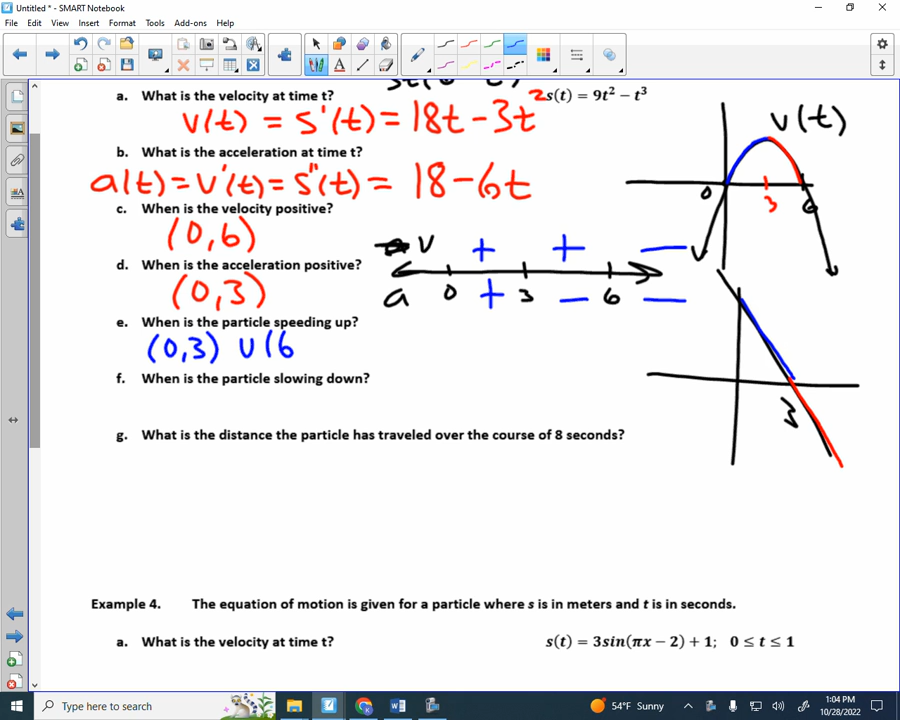 Untitled * - SMART Notebook
File Edit View Insert Format Tools Add-ons Help
a. What is the velocity at time t? s(t) = 9t² − t³
v(t) = s'(t) = 18t - 3t²
v(t)
b. What is the acceleration at time t?
a(t) = v'(t) = s"(t) = 18 - 6t
0 3 6
c. When is the velocity positive?
(0,6)
v + + —
d. When is the acceleration positive?
(0,3)
a 0 + 3 — 6 —
e. When is the particle speeding up?
(0,3) ∪ (6
f. When is the particle slowing down?
3
g. What is the distance the particle has traveled over the course of 8 seconds?
Example 4. The equation of motion is given for a particle where s is in meters and t is in seconds.
a. What is the velocity at time t? s(t) = 3sin(πx − 2) + 1; 0 ≤ t ≤ 1
Type here to search
54°F Sunny
1:04 PM
10/28/2022